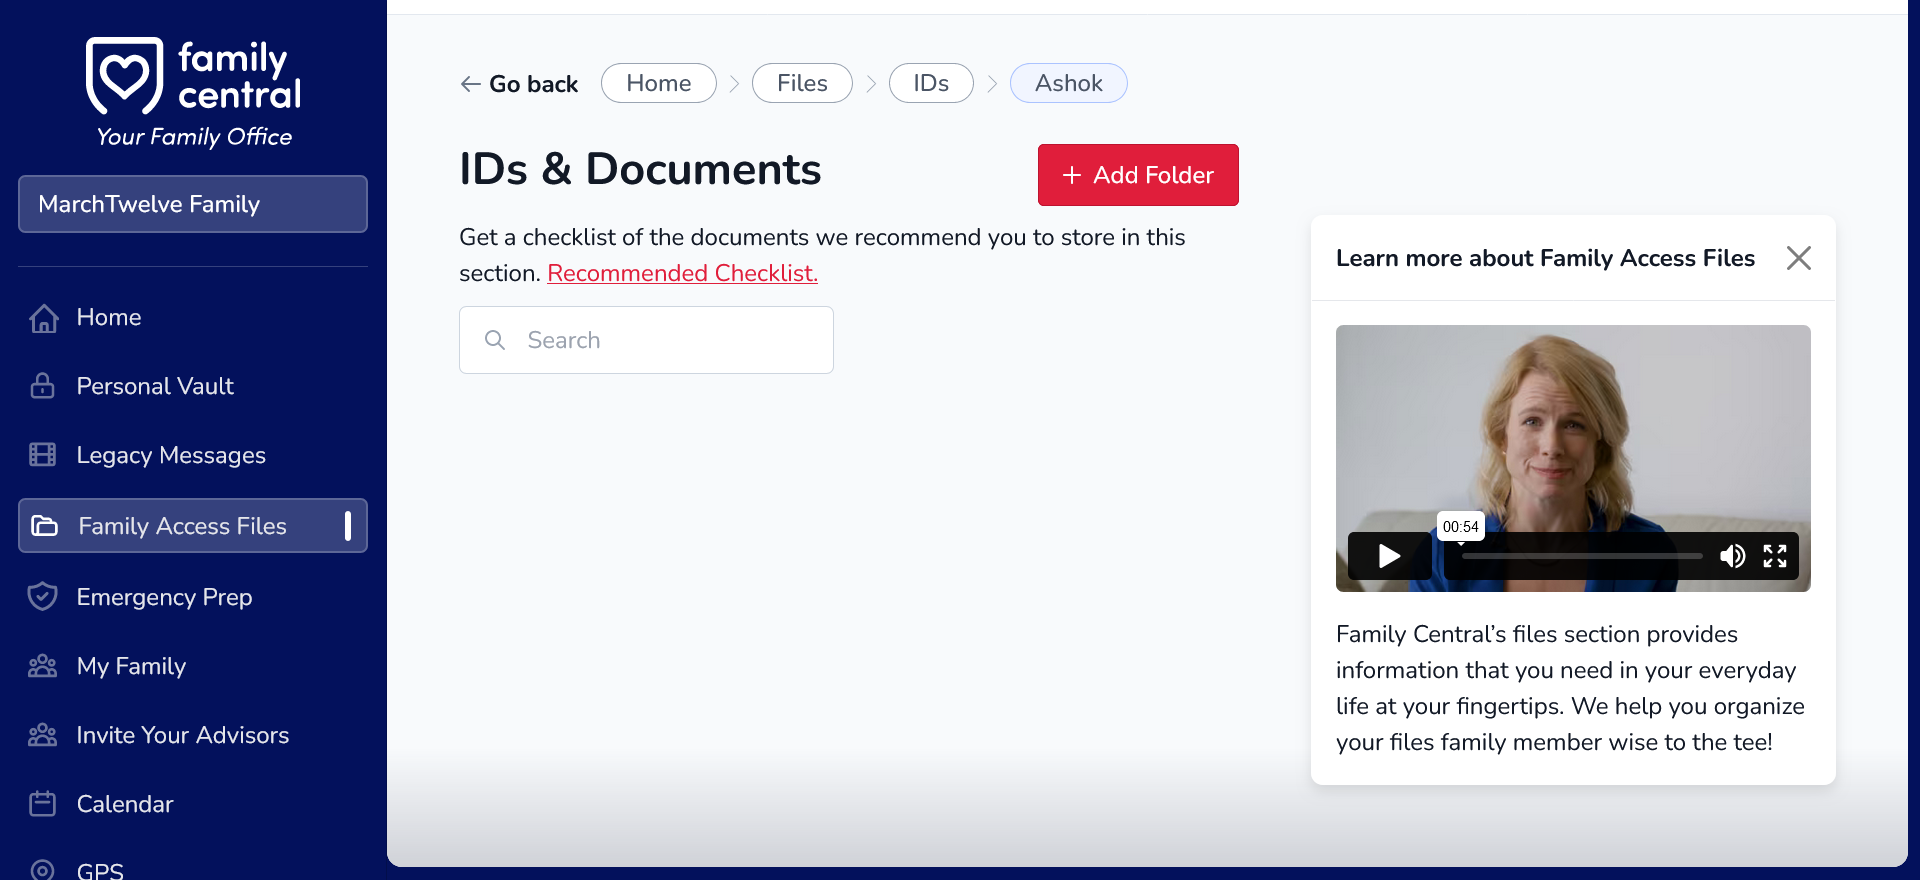 family
central
Your Family Office
MarchTwelve Family
Home
Personal Vault
Legacy Messages
Family Access Files
Emergency Prep
My Family
Invite Your Advisors
Calendar
GPS
Go back
Home
Files
IDs
Ashok
IDs & Documents
+ Add Folder
Get a checklist of the documents we recommend you to store in this
section. Recommended Checklist.
Search
Learn more about Family Access Files
00:54
Family Central’s files section provides
information that you need in your everyday
life at your fingertips. We help you organize
your files family member wise to the tee!